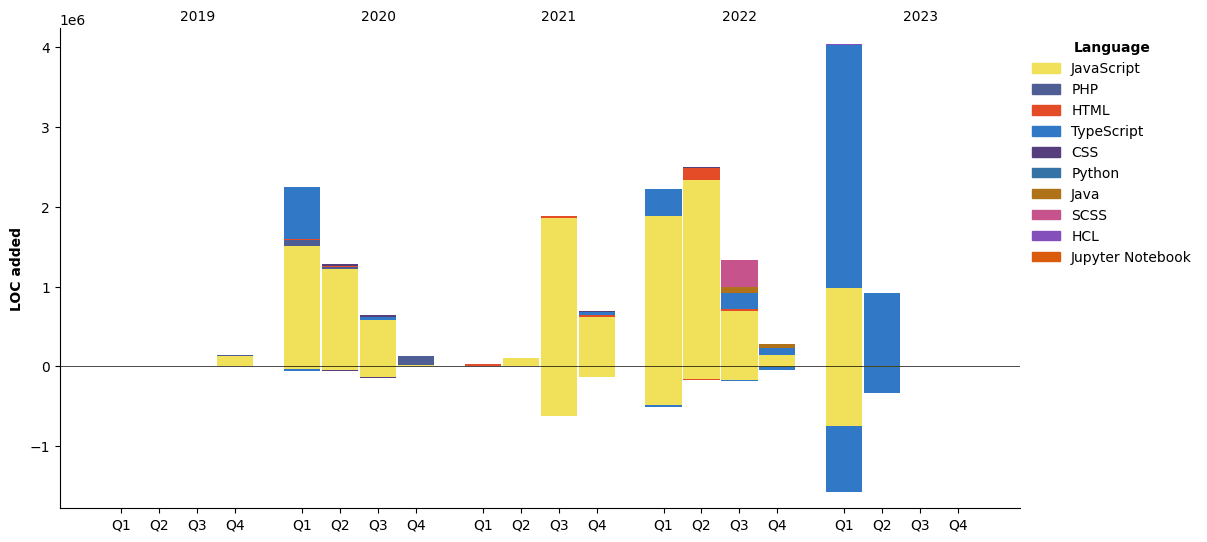 2019 2020 2021 2022 2023
1e6
4
3
2
1
0
−1
LOC added
Q1 Q2 Q3 Q4 Q1 Q2 Q3 Q4 Q1 Q2 Q3 Q4 Q1 Q2 Q3 Q4 Q1 Q2 Q3 Q4
Language
JavaScript
PHP
HTML
TypeScript
CSS
Python
Java
SCSS
HCL
Jupyter Notebook